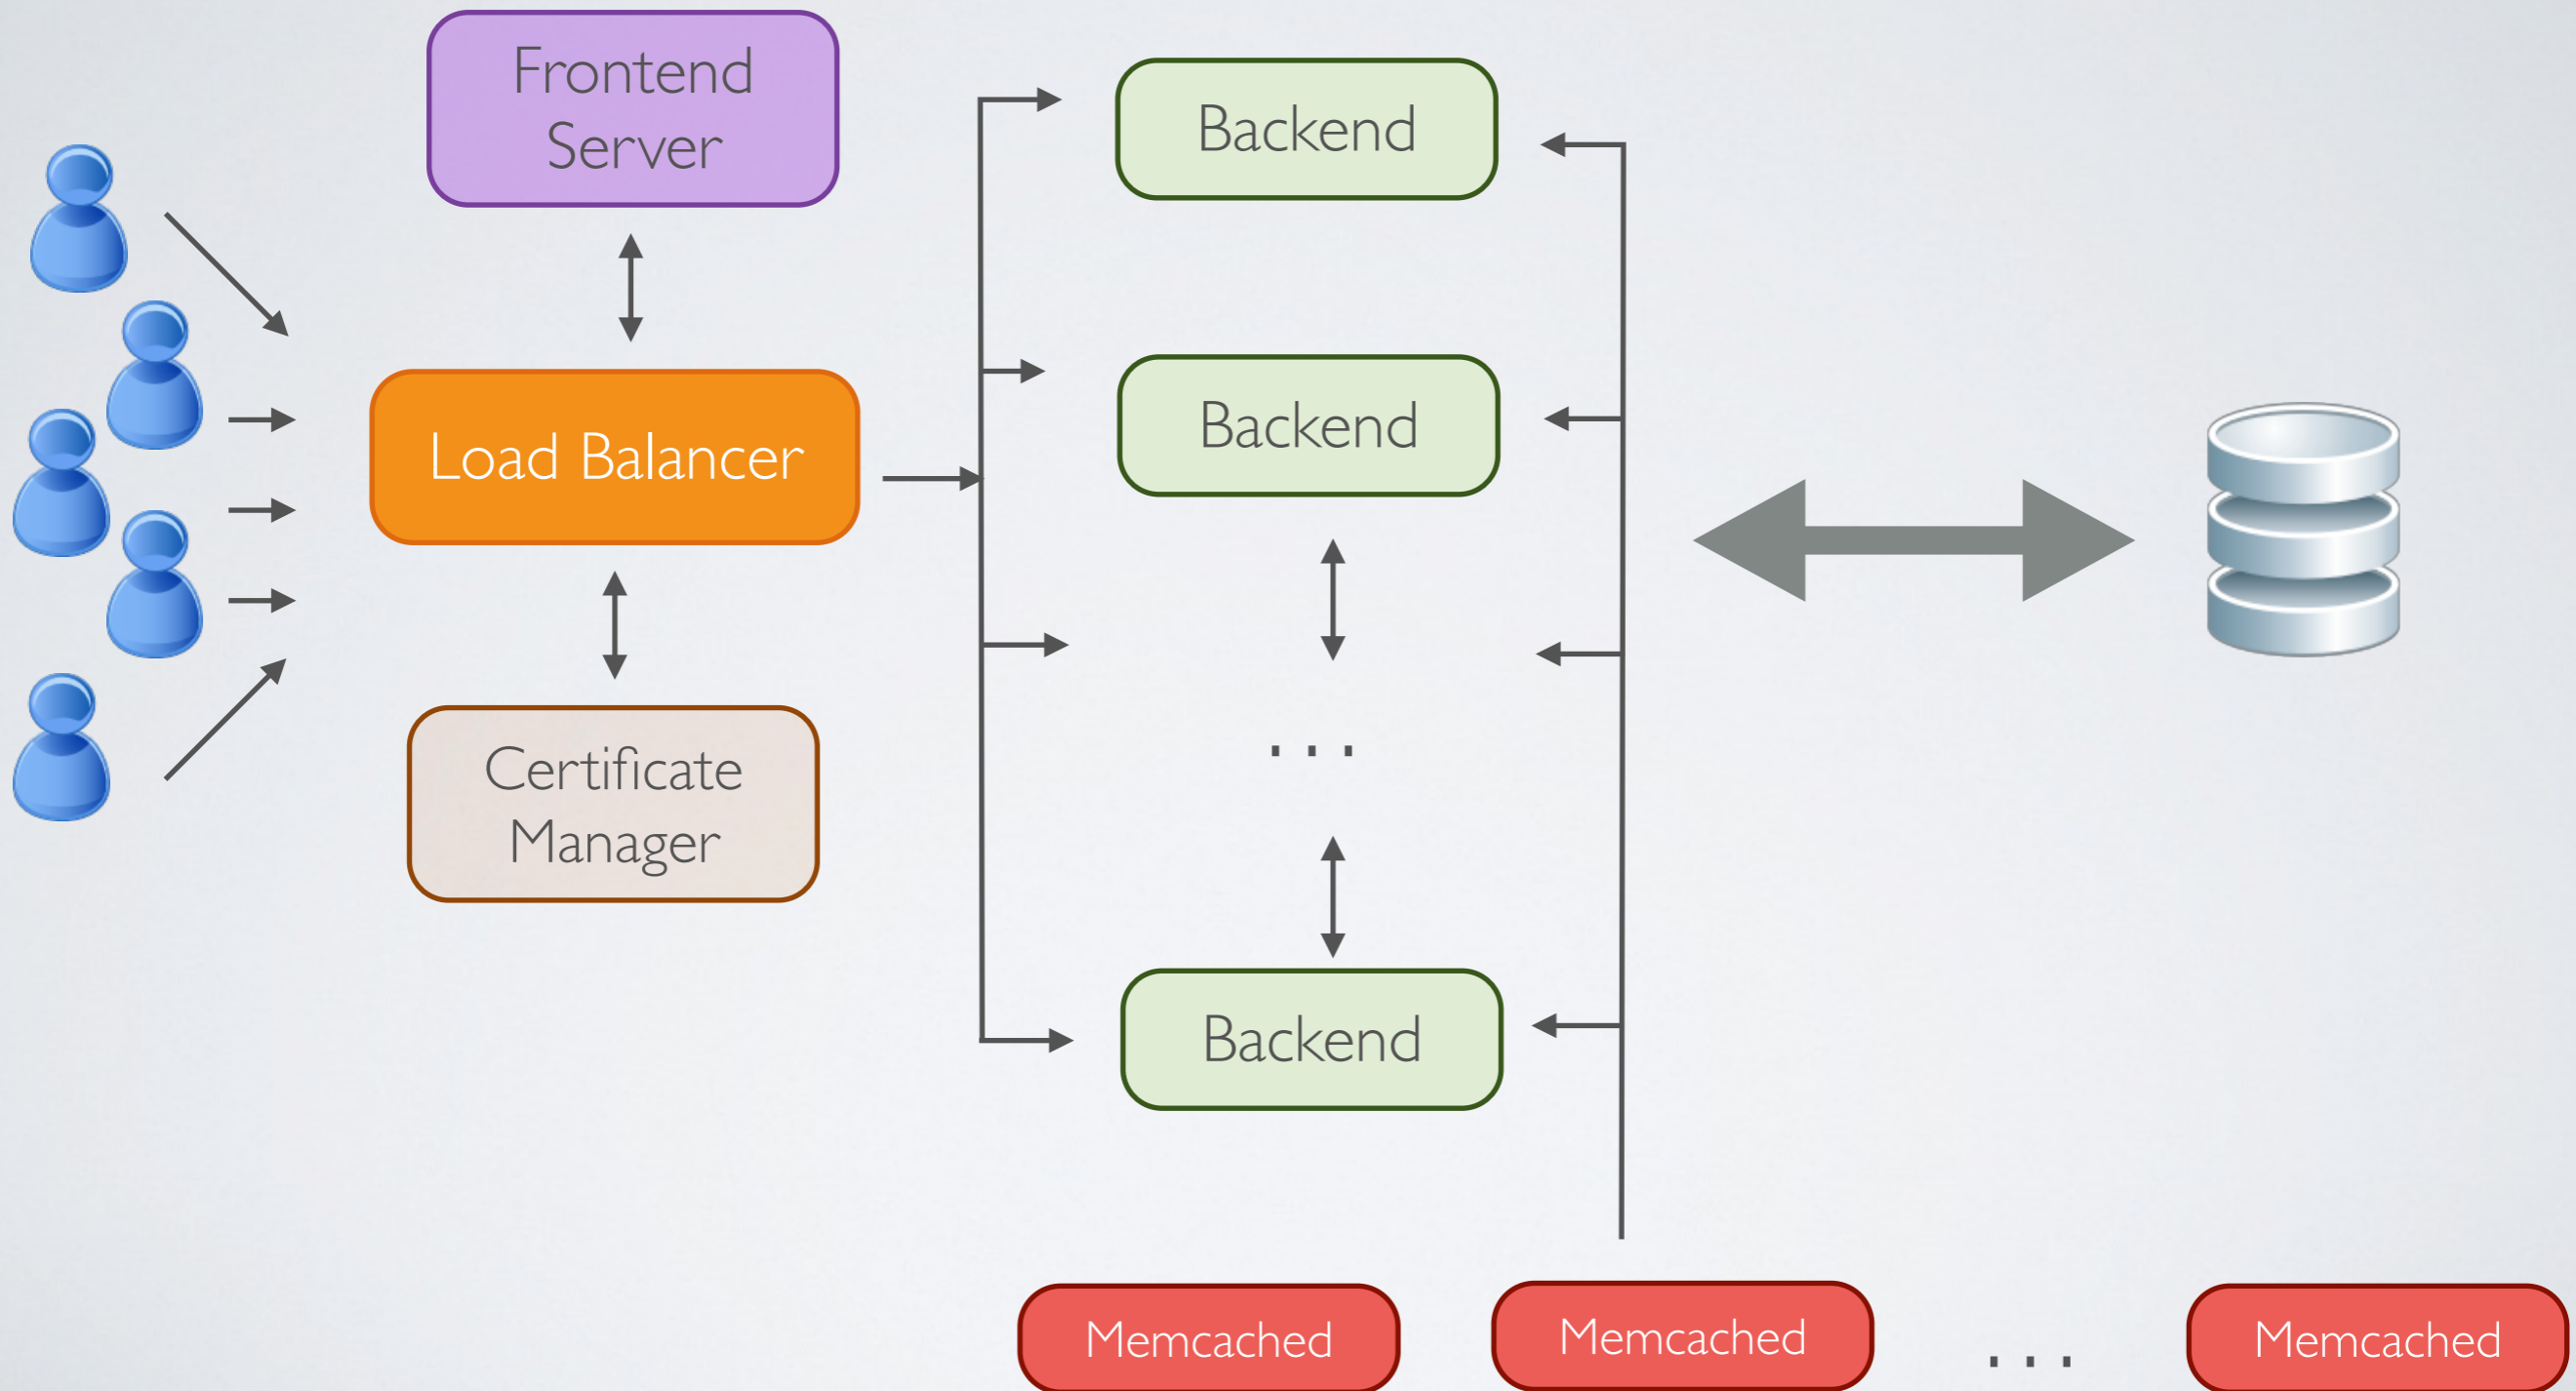 Frontend
Server
Load Balancer
Certificate
Manager
Backend
Backend
...
Backend
Memcached
Memcached
...
Memcached